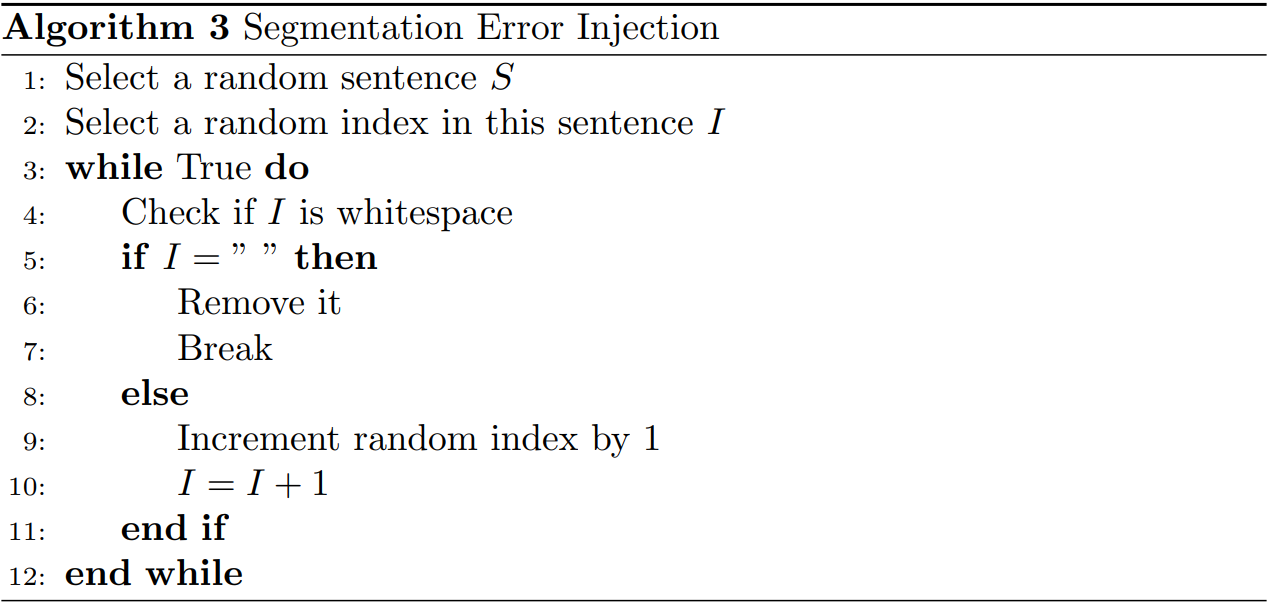 Algorithm 3 Segmentation Error Injection
1: Select a random sentence S
2: Select a random index in this sentence I
3: while True do
4: Check if I is whitespace
5: if I = ” ” then
6: Remove it
7: Break
8: else
9: Increment random index by 1
10: I = I + 1
11: end if
12: end while